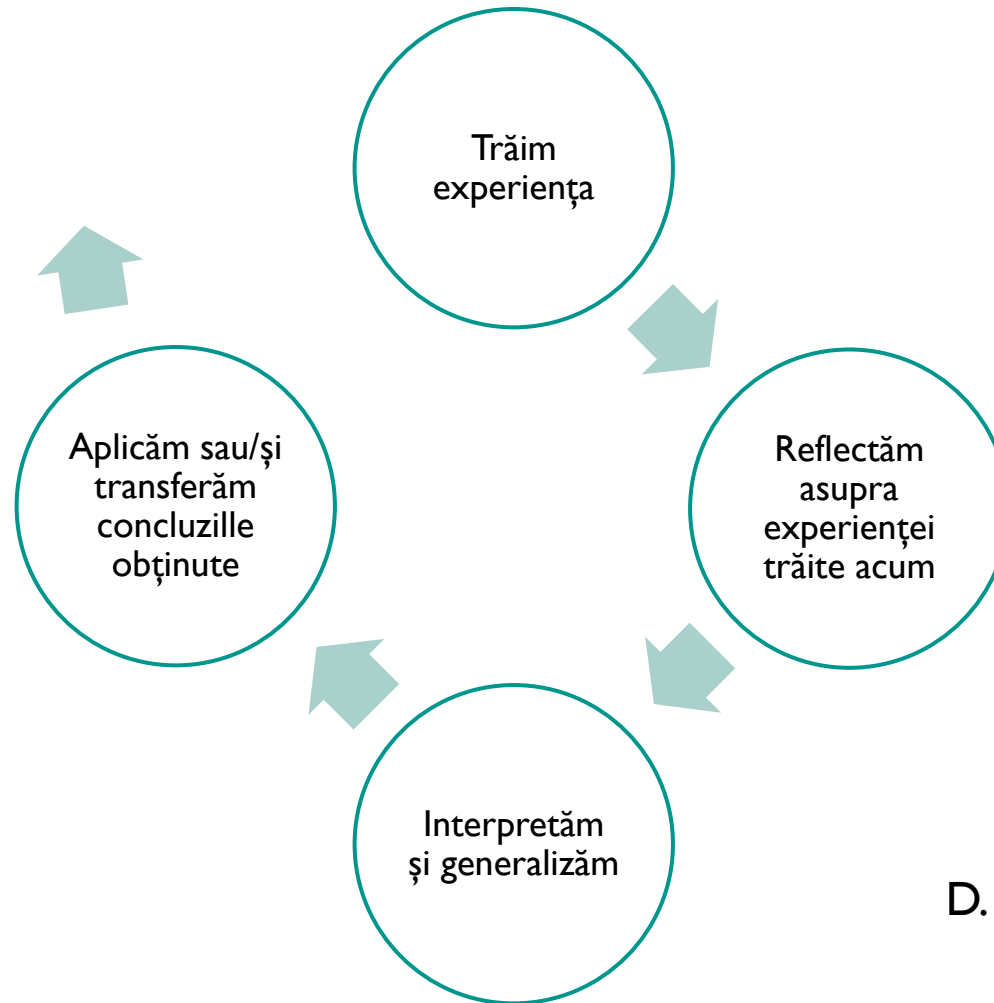 Trăim
experiența
Reflectăm
asupra
experienței
trăite acum
Interpretăm
și generalizăm
Aplicăm sau/și
transferăm
concluzille
obținute
D.